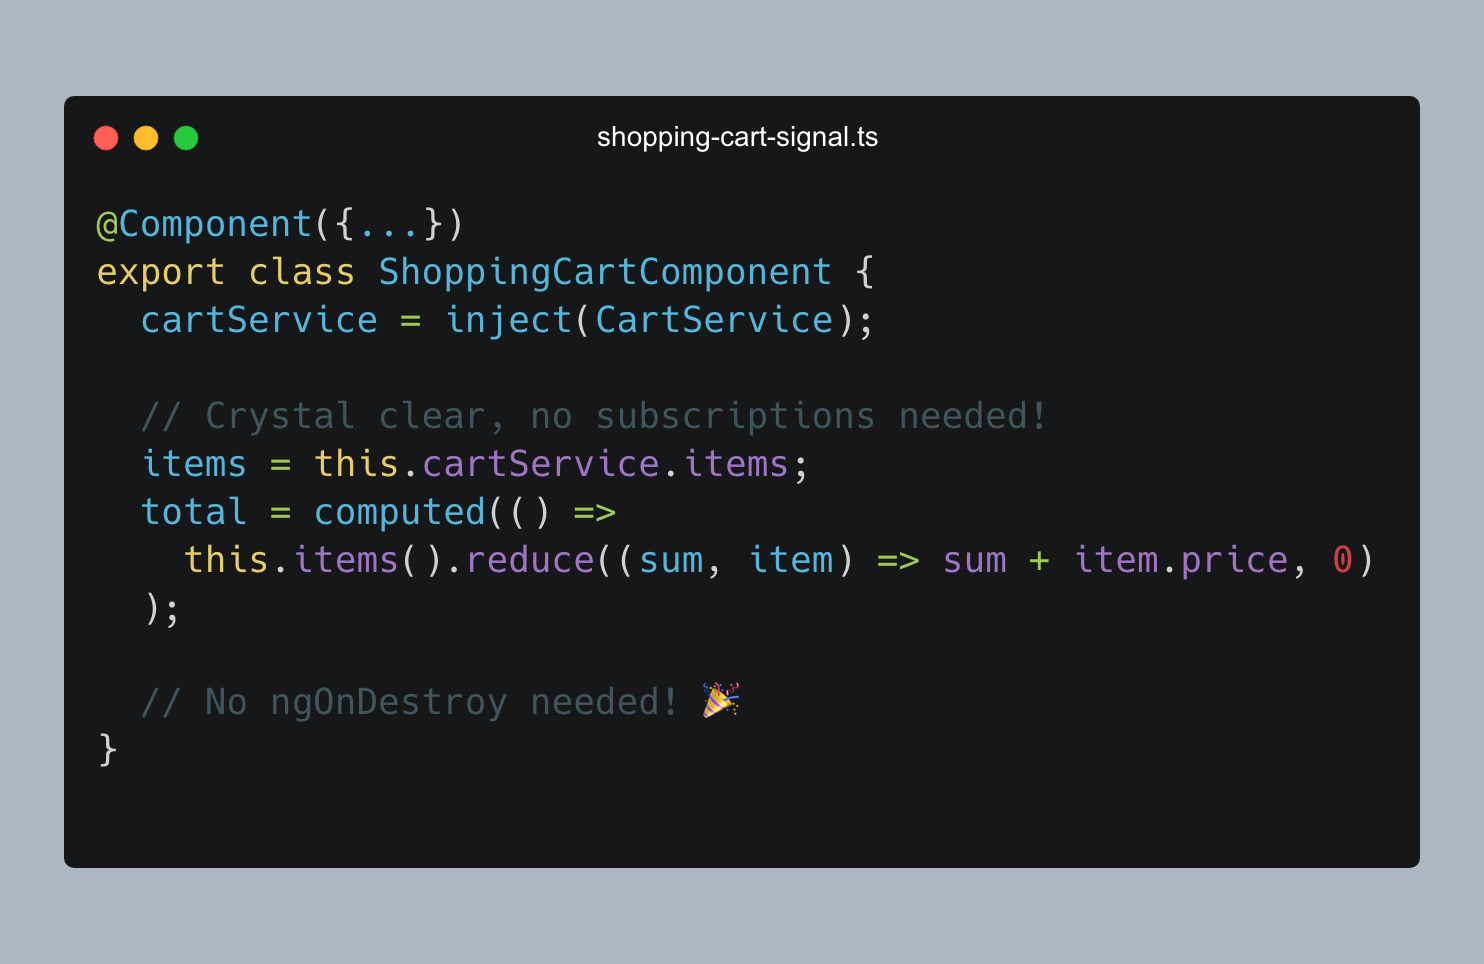 shopping-cart-signal.ts
@Component({...})
export class ShoppingCartComponent {
  cartService = inject(CartService);
  // Crystal clear, no subscriptions needed!
  items = this.cartService.items;
  total = computed(() =>
    this.items().reduce((sum, item) => sum + item.price, 0)
  );
  // No ngOnDestroy needed! 🎉
}